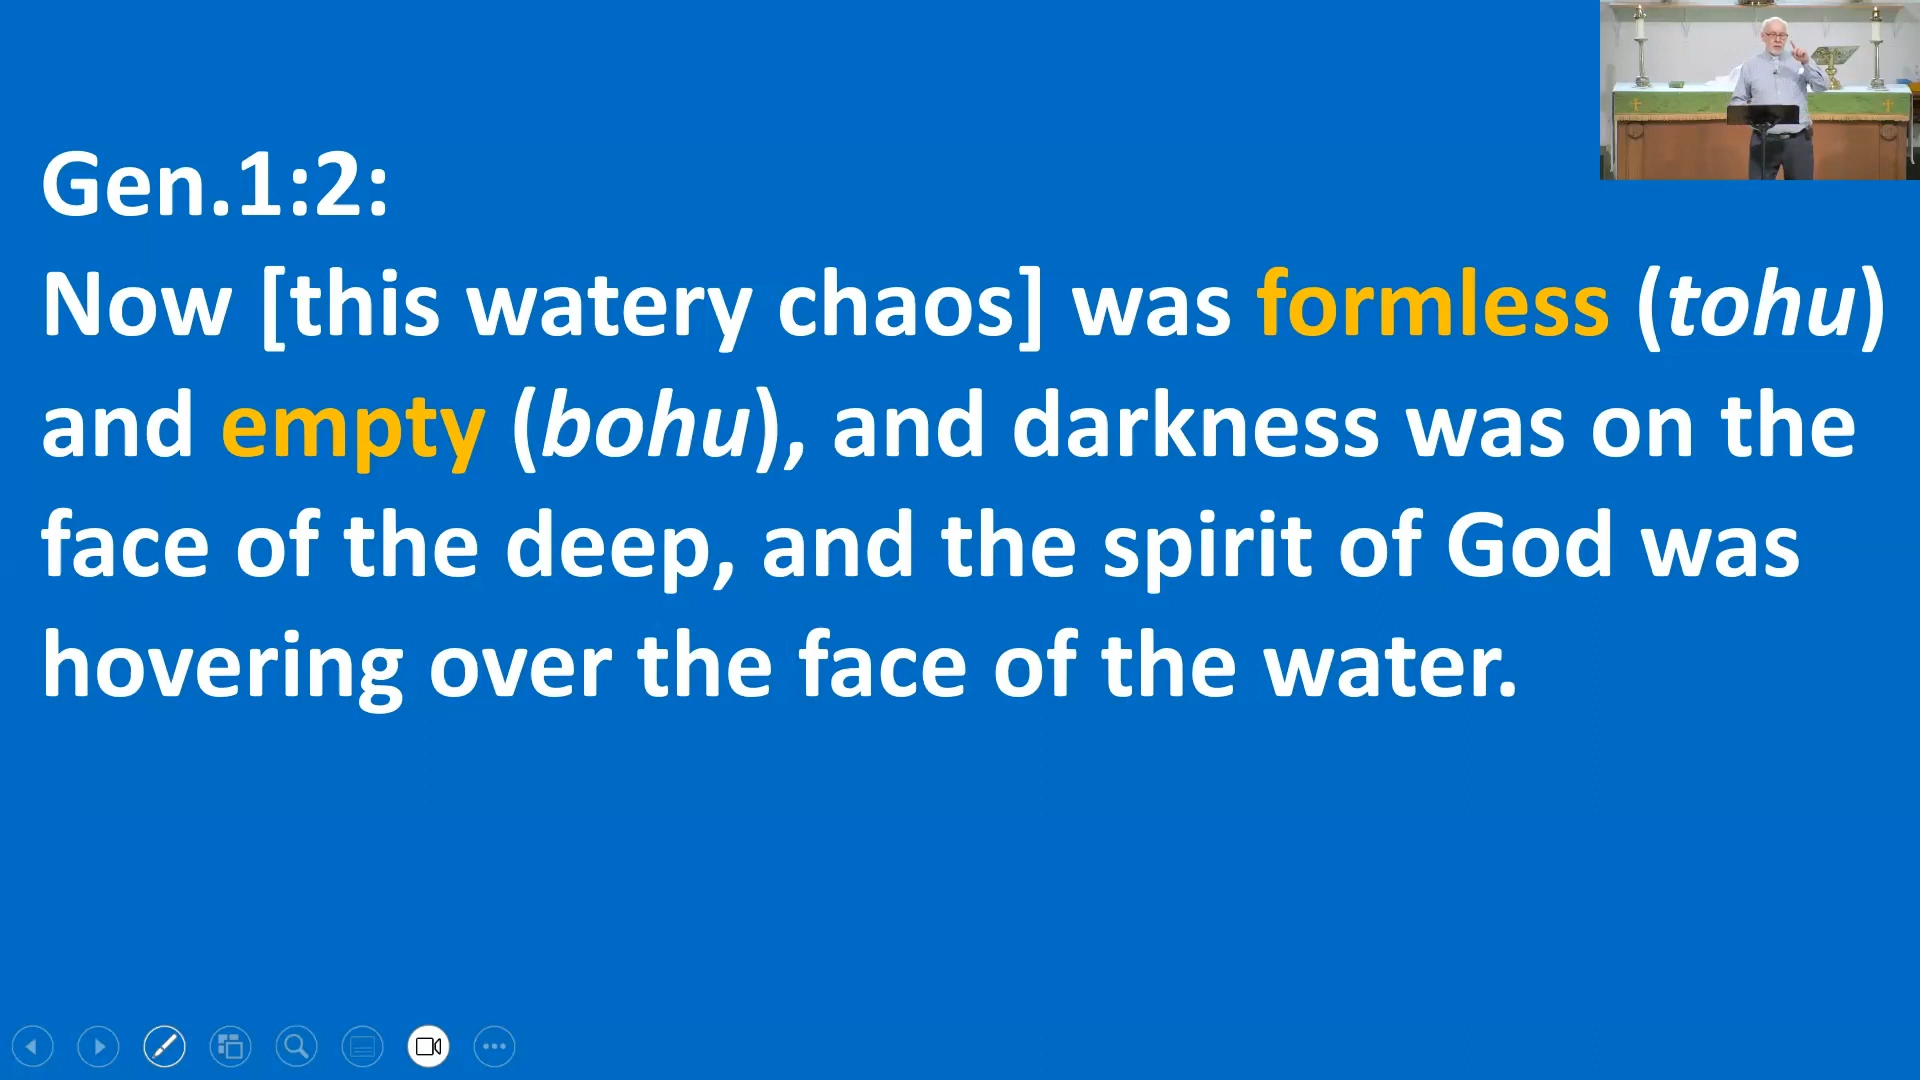 Gen.1:2:
Now [this watery chaos] was formless (tohu)
and empty (bohu), and darkness was on the
face of the deep, and the spirit of God was
hovering over the face of the water.